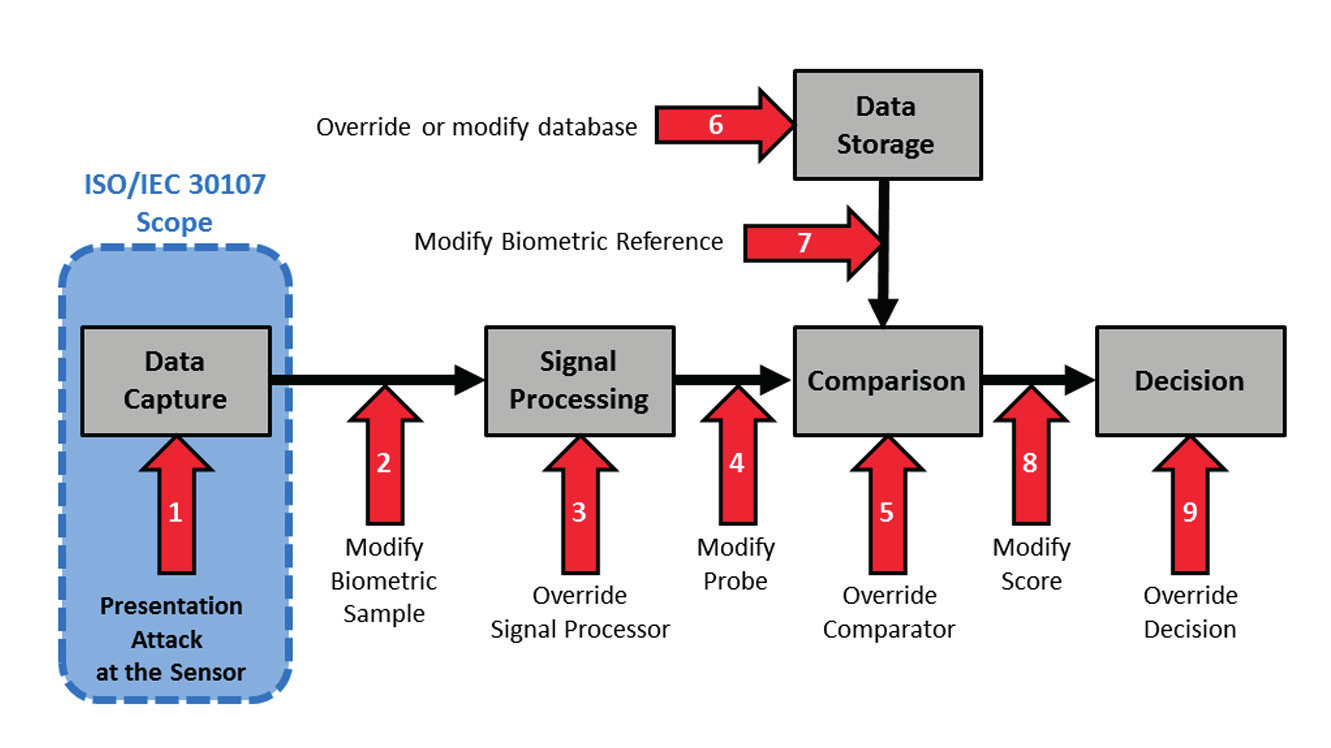 Data
Storage
Override or modify database
6
ISO/IEC 30107
Scope
Modify Biometric Reference
7
Data
Capture
Signal
Processing
Comparison
Decision
1
2
3
4
5
8
9
Presentation
Attack
at the Sensor
Modify
Biometric
Sample
Override
Signal Processor
Modify
Probe
Override
Comparator
Modify
Score
Override
Decision